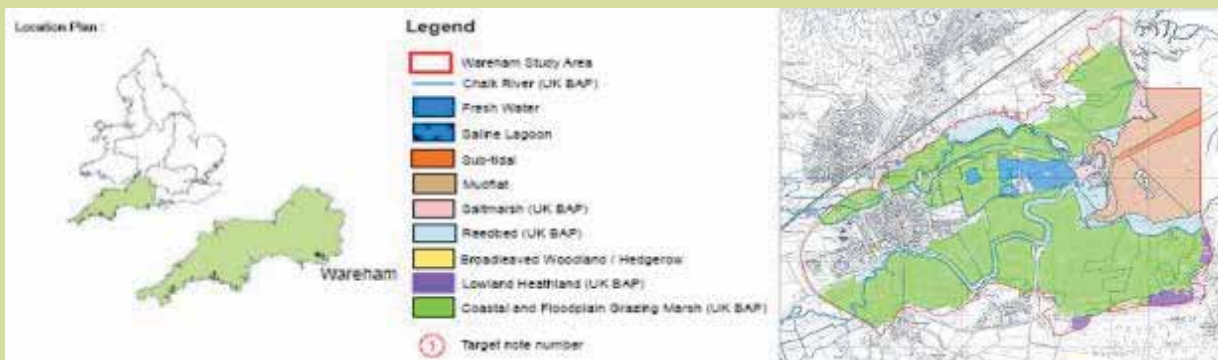 Location Plan :
Wareham
Legend
Wareham Study Area
Chalk River (UK BAP)
Fresh Water
Saline Lagoon
Sub-tidal
Mudflat
Saltmarsh (UK BAP)
Reedbed (UK BAP)
Broadleaved Woodland / Hedgerow
Lowland Heathland (UK BAP)
Coastal and Floodplain Grazing Marsh (UK BAP)
1 Target note number